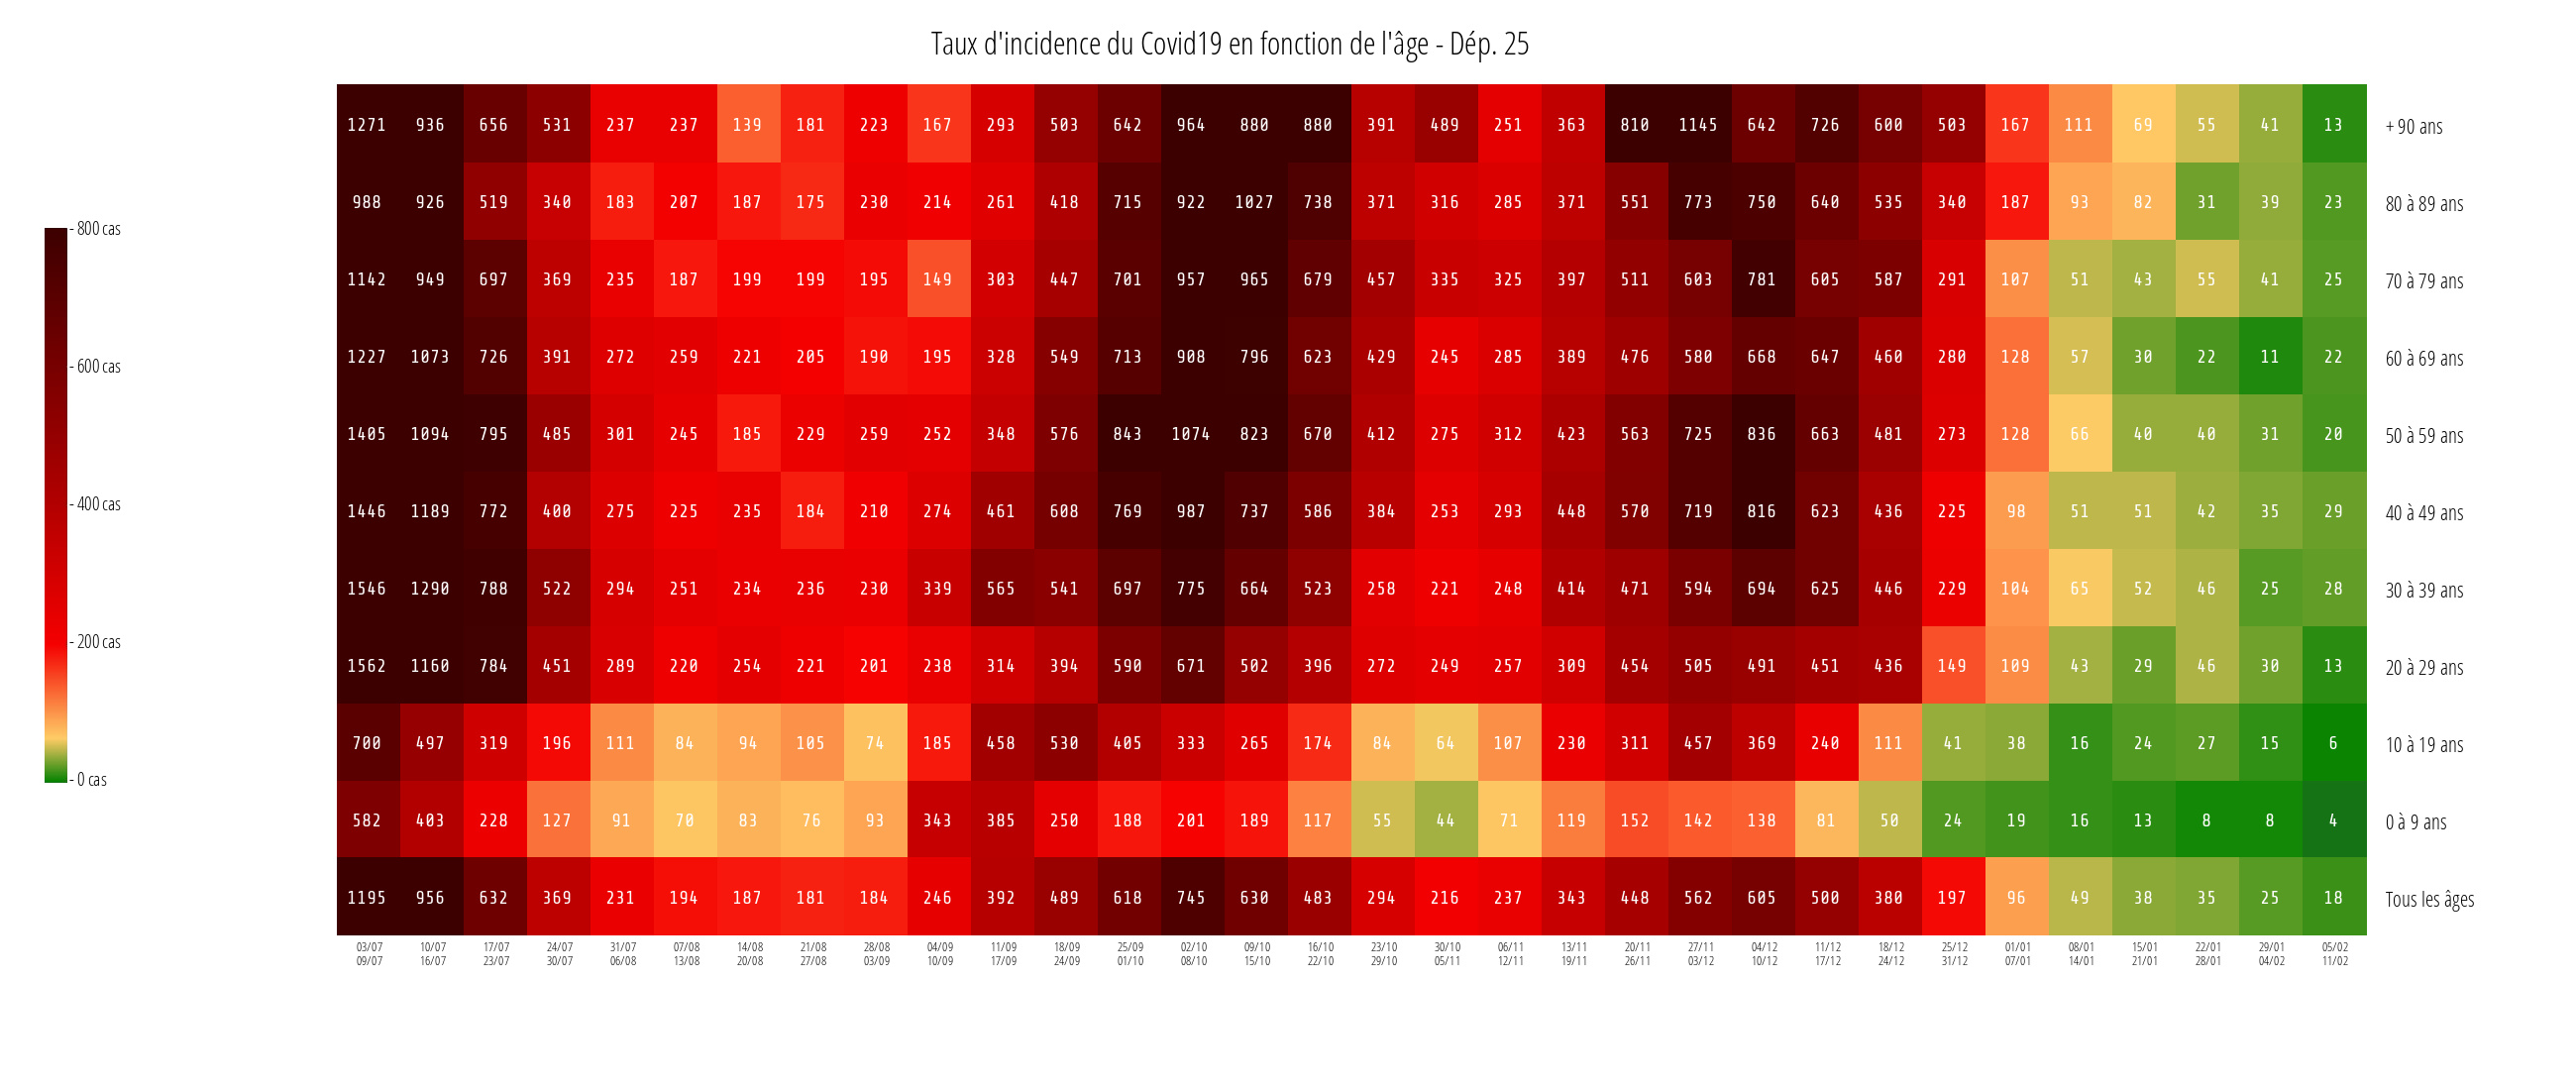 Taux d'incidence du Covid19 en fonction de l'âge - Dép. 25
1271 936 656 531 237 237 139 181 223 167 293 503 642 964 880 880 391 489 251 363 810 1145 642 726 600 503 167 111 69 55 41 13 + 90 ans
988 926 519 340 183 207 187 175 230 214 261 418 715 922 1027 738 371 316 285 371 551 773 750 640 535 340 187 93 82 31 39 23 80 à 89 ans
- 800 cas
1142 949 697 369 235 187 199 199 195 149 303 447 701 957 965 679 457 335 325 397 511 603 781 605 587 291 107 51 43 55 41 25 70 à 79 ans
1227 1073 726 391 272 259 221 205 190 195 328 549 713 908 796 623 429 245 285 389 476 580 668 647 460 280 128 57 30 22 11 22 60 à 69 ans
- 600 cas
1405 1094 795 485 301 245 185 229 259 252 348 576 843 1074 823 670 412 275 312 423 563 725 836 663 481 273 128 66 40 40 31 20 50 à 59 ans
- 400 cas
1446 1189 772 400 275 225 235 184 210 274 461 608 769 987 737 586 384 253 293 448 570 719 816 623 436 225 98 51 51 42 35 29 40 à 49 ans
1546 1290 788 522 294 251 234 236 230 339 565 541 697 775 664 523 258 221 248 414 471 594 694 625 446 229 104 65 52 46 25 28 30 à 39 ans
- 200 cas
1562 1160 784 451 289 220 254 221 201 238 314 394 590 671 502 396 272 249 257 309 454 505 491 451 436 149 109 43 29 46 30 13 20 à 29 ans
700 497 319 196 111 84 94 105 74 185 458 530 405 333 265 174 84 64 107 230 311 457 369 240 111 41 38 16 24 27 15 6 10 à 19 ans
- 0 cas
582 403 228 127 91 70 83 76 93 343 385 250 188 201 189 117 55 44 71 119 152 142 138 81 50 24 19 16 13 8 8 4 0 à 9 ans
1195 956 632 369 231 194 187 181 184 246 392 489 618 745 630 483 294 216 237 343 448 562 605 500 380 197 96 49 38 35 25 18 Tous les âges
03/07 10/07 17/07 24/07 31/07 07/08 14/08 21/08 28/08 04/09 11/09 18/09 25/09 02/10 09/10 16/10 23/10 30/10 06/11 13/11 20/11 27/11 04/12 11/12 18/12 25/12 01/01 08/01 15/01 22/01 29/01 05/02
09/07 16/07 23/07 30/07 06/08 13/08 20/08 27/08 03/09 10/09 17/09 24/09 01/10 08/10 15/10 22/10 29/10 05/11 12/11 19/11 26/11 03/12 10/12 17/12 24/12 31/12 07/01 14/01 21/01 28/01 04/02 11/02